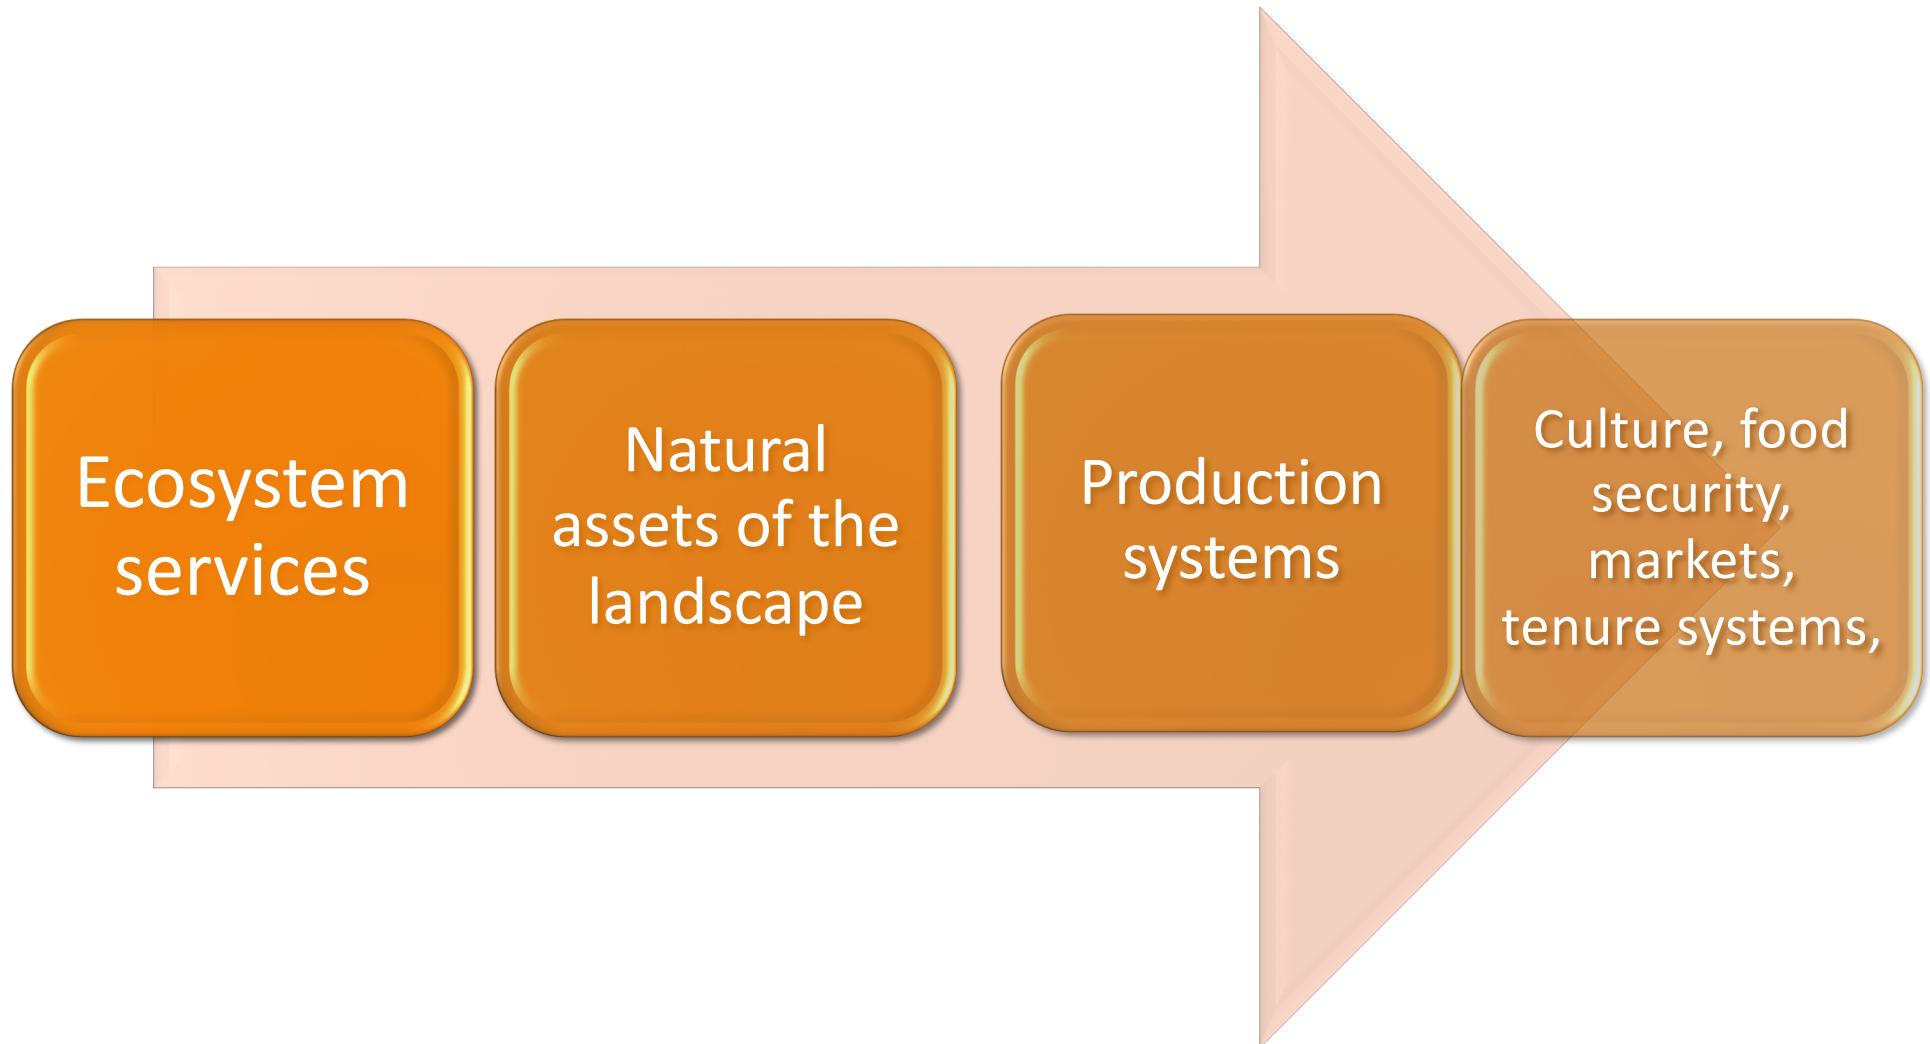 Ecosystem
services
Natural
assets of the
landscape
Production
systems
Culture, food
security,
markets,
tenure systems,